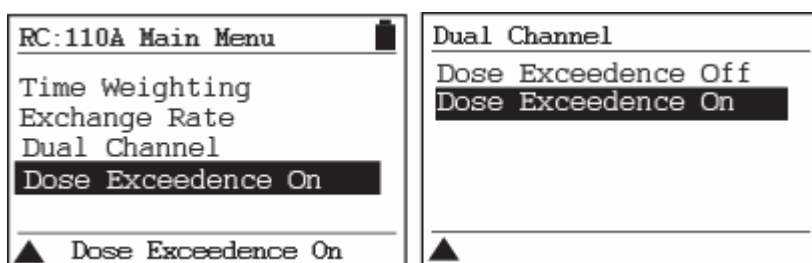 RC:110A Main Menu
Time Weighting
Exchange Rate
Dual Channel
Dose Exceedence On
Dose Exceedence On
Dual Channel
Dose Exceedence Off
Dose Exceedence On